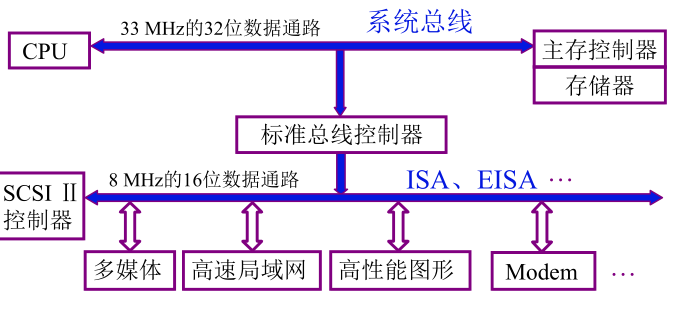 33 MHz的32位数据通路
系统总线
CPU
主存控制器
存储器
标准总线控制器
8 MHz的16位数据通路
ISA、EISA …
SCSI Ⅱ
控制器
多媒体
高速局域网
高性能图形
Modem
…